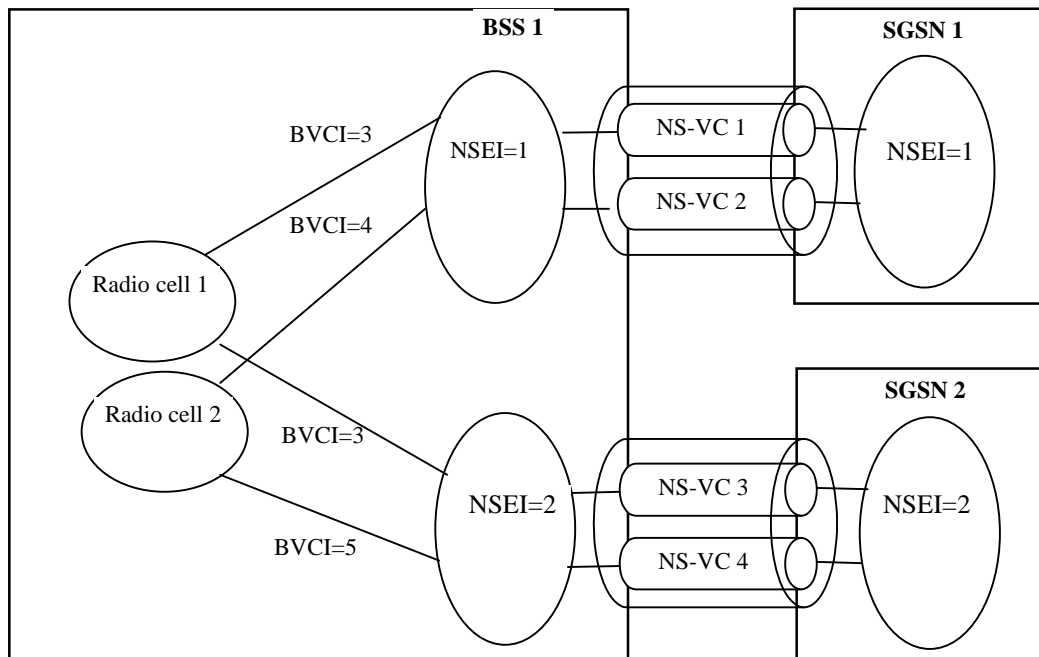 BSS 1
SGSN 1
NS-VC 1
BVCI=3
NSEI=1
NSEI=1
NS-VC 2
BVCI=4
Radio cell 1
SGSN 2
Radio cell 2
BVCI=3
NS-VC 3
NSEI=2
NSEI=2
BVCI=5
NS-VC 4